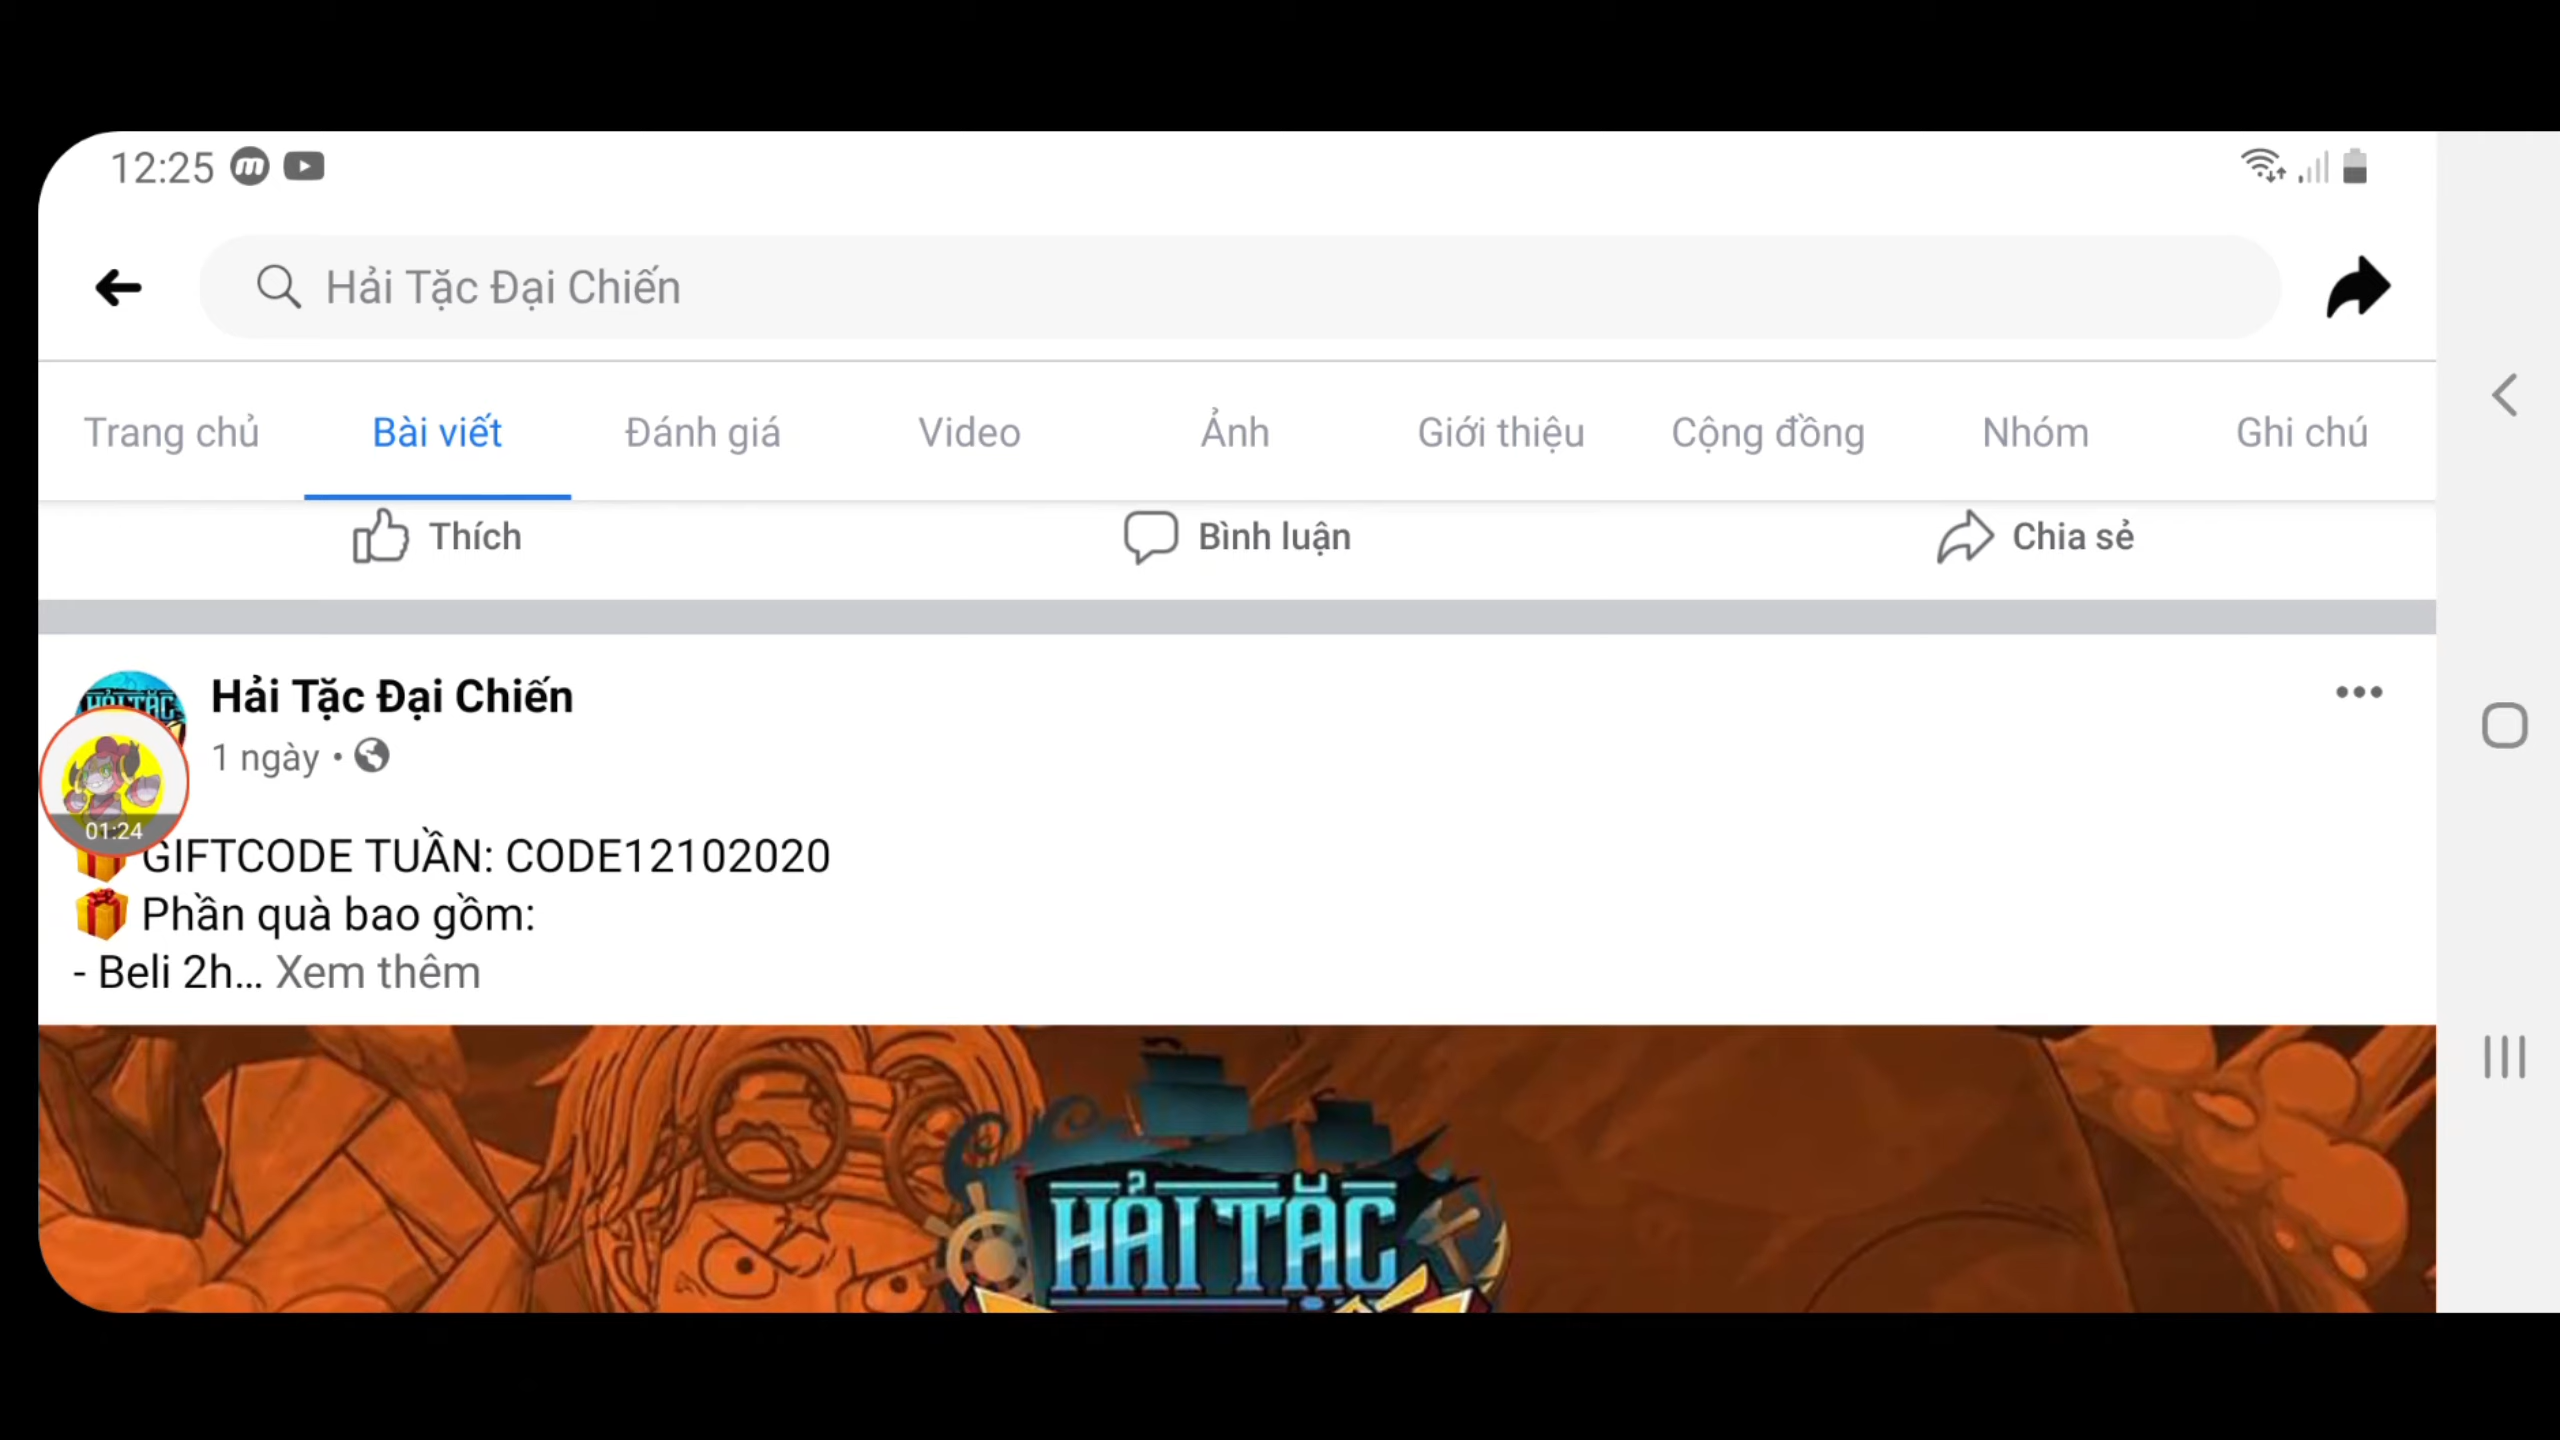 12:25
Hải Tặc Đại Chiến
Trang chủ Bài viết Đánh giá Video Ảnh Giới thiệu Cộng đồng Nhóm Ghi chú
Thích Bình luận Chia sẻ
HẢI TẶC
Hải Tặc Đại Chiến
1 ngày
01:24
GIFTCODE TUẦN: CODE12102020
Phần quà bao gồm:
- Beli 2h... Xem thêm
HẢI TẶC